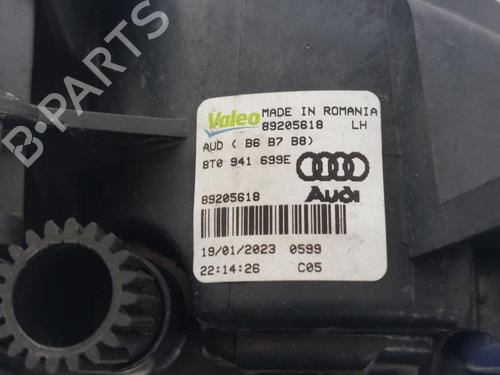 B-PARTS
Valeo MADE IN ROMANIA
89205618 LH
AUD ( B6 B7 B8)
8T0 941 699E
Audi
89205618
19/01/2023 0599
22:14:26 C05